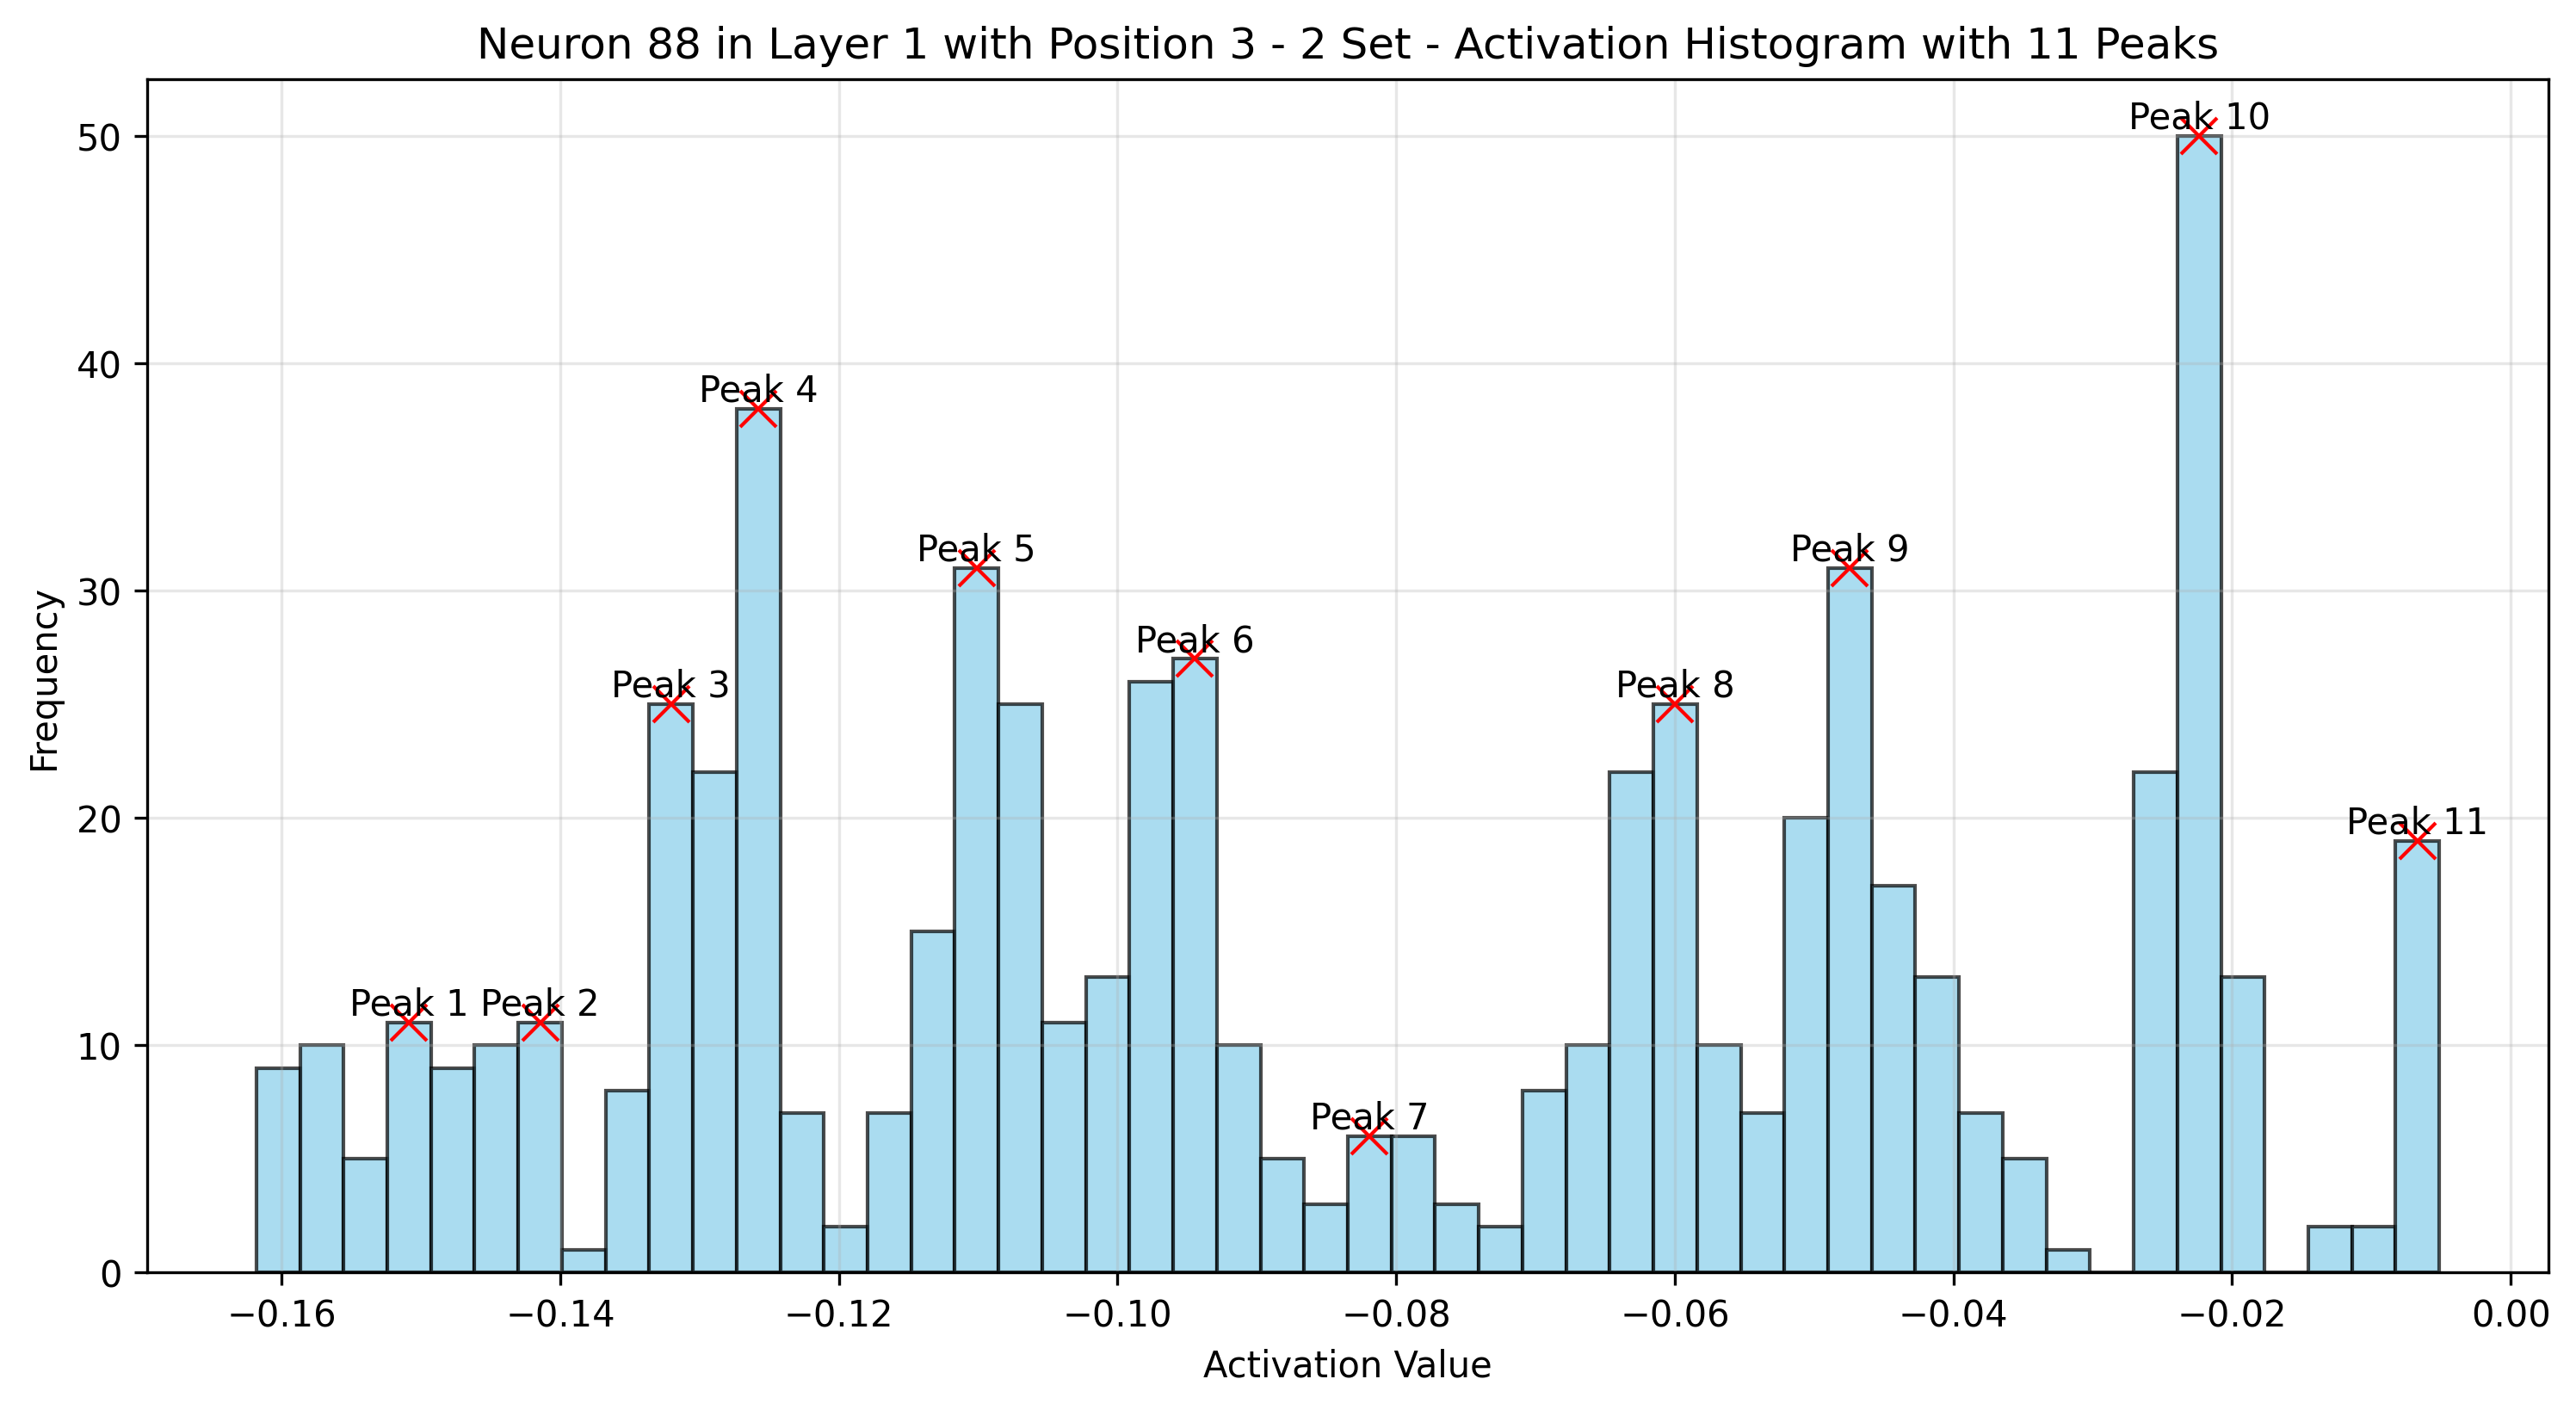 Neuron 88 in Layer 1 with Position 3 - 2 Set - Activation Histogram with 11 Peaks
Peak 10
50
40
Peak 4
Peak 5
Peak 9
30
Peak 6
Peak 3
Peak 8
Frequency
20
Peak 11
Peak 1
Peak 2
10
Peak 7
0
−0.16 −0.14 −0.12 −0.10 −0.08 −0.06 −0.04 −0.02 0.00
Activation Value